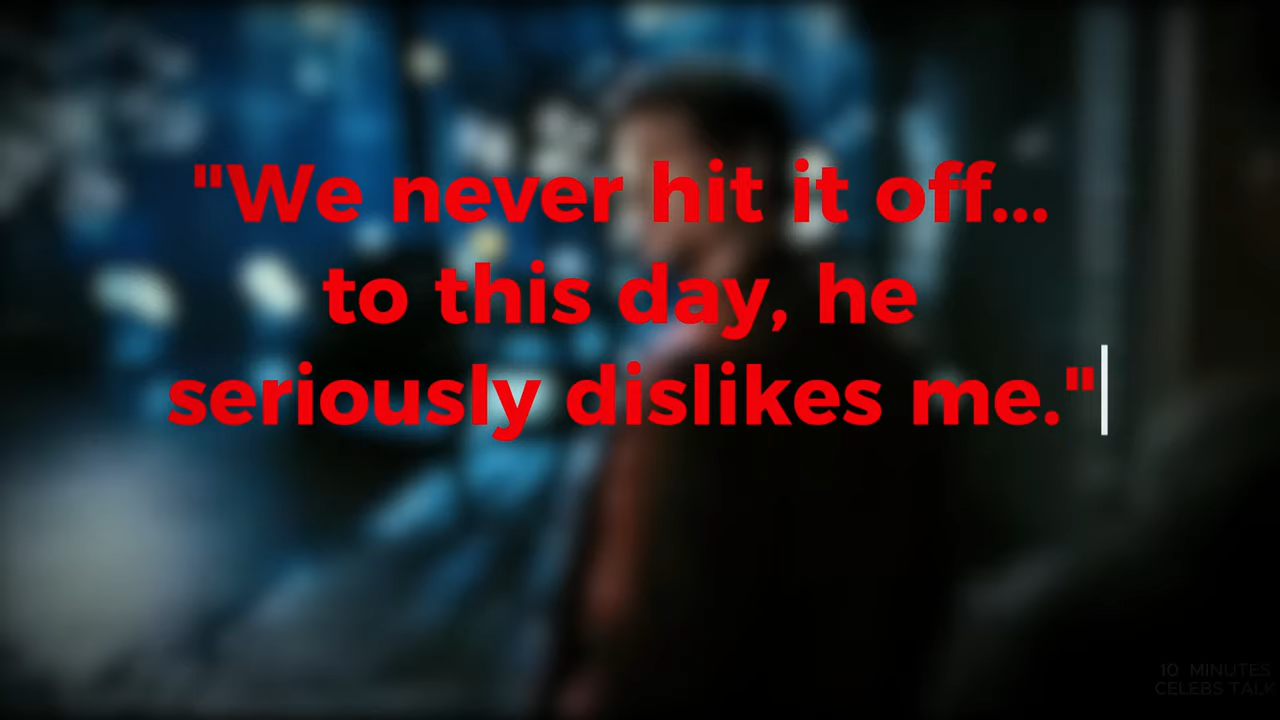 "We never hit it off...
to this day, he
seriously dislikes me."
10 MINUTES
CELEBS TALK